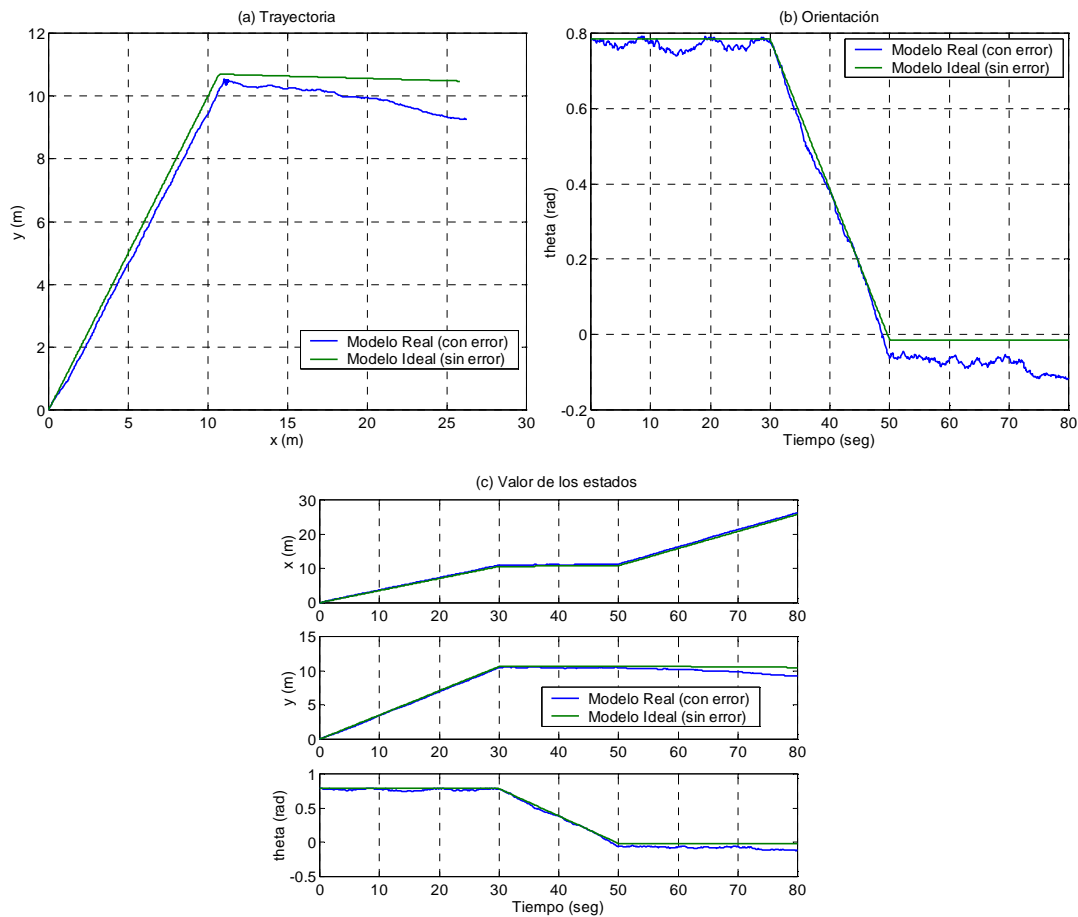 (a) Trayectoria
12
10
8
6
4
2
0
y (m)
0 5 10 15 20 25 30
x (m)
Modelo Real (con error)
Modelo Ideal (sin error)
(b) Orientación
0.8
0.6
0.4
0.2
0
-0.2
theta (rad)
0 10 20 30 40 50 60 70 80
Tiempo (seg)
Modelo Real (con error)
Modelo Ideal (sin error)
(c) Valor de los estados
30
20
10
0
x (m)
0 10 20 30 40 50 60 70 80
15
10
5
0
y (m)
Modelo Real (con error)
Modelo Ideal (sin error)
0 10 20 30 40 50 60 70 80
1
0.5
0
-0.5
theta (rad)
0 10 20 30 40 50 60 70 80
Tiempo (seg)